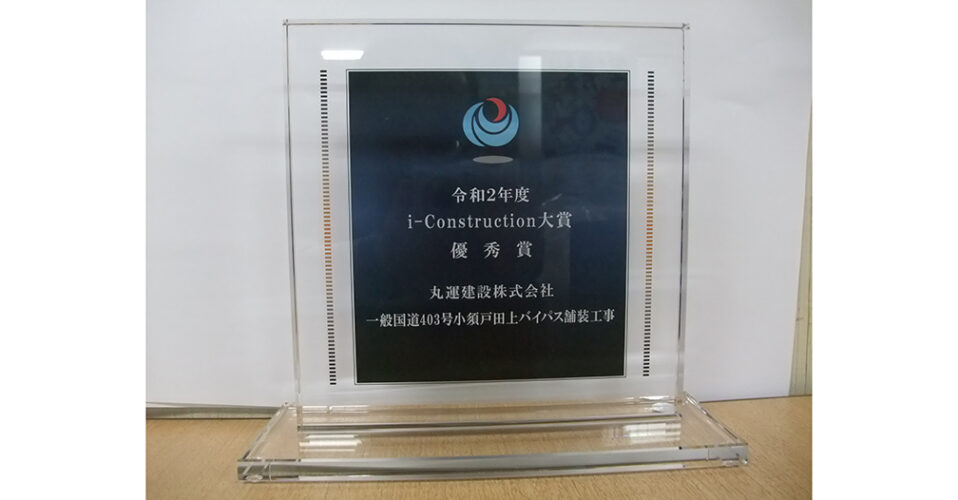 令和2年度
i-Construction大賞
優秀賞
丸運建設株式会社
一般国道403号小須戸田上バイパス舗装工事